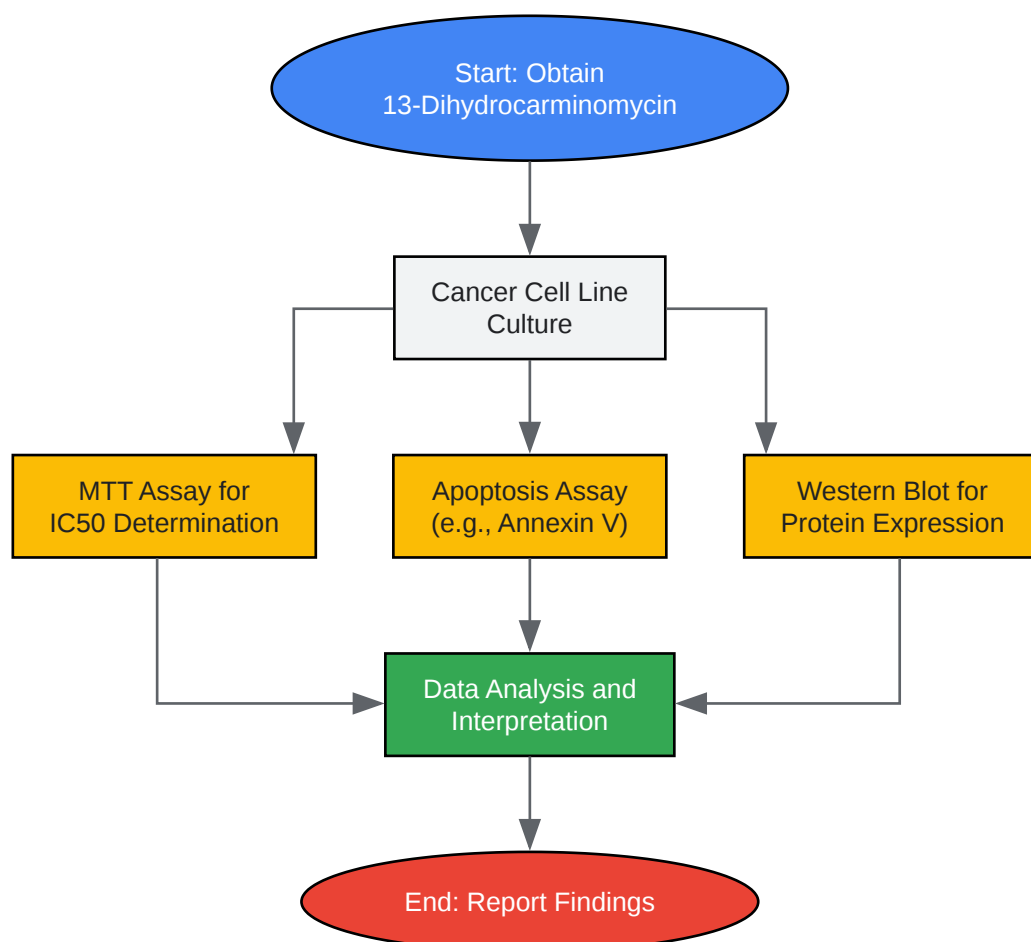 Start: Obtain
13-Dihydrocarminomycin
Cancer Cell Line
Culture
MTT Assay for
IC50 Determination
Apoptosis Assay
(e.g., Annexin V)
Western Blot for
Protein Expression
Data Analysis and
Interpretation
End: Report Findings